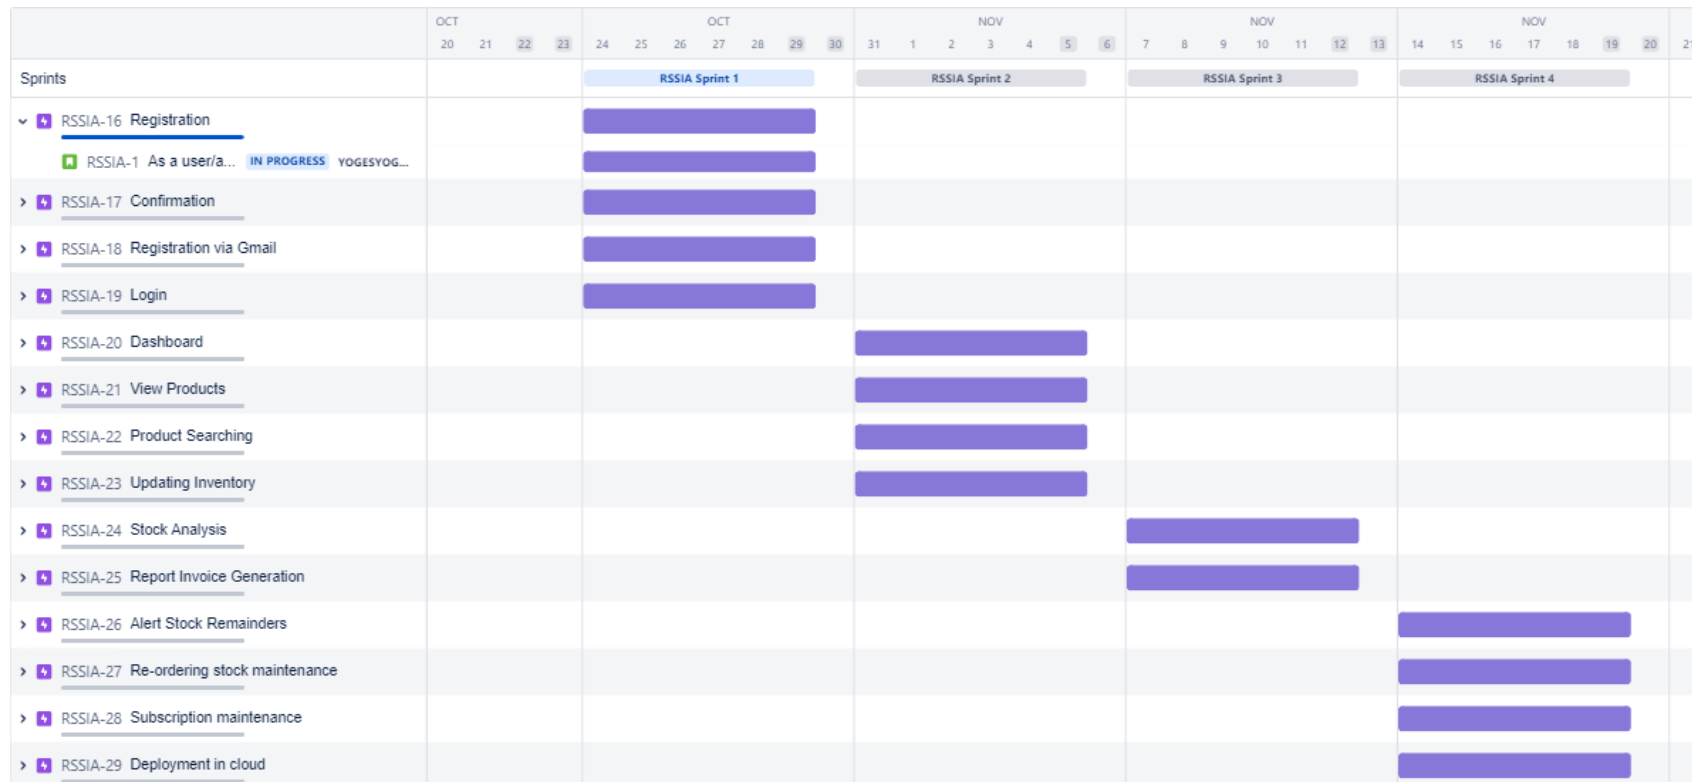 OCT OCT NOV NOV NOV
20 21 22 23 24 25 26 27 28 29 30 31 1 2 3 4 5 6 7 8 9 10 11 12 13 14 15 16 17 18 19 20 21
Sprints RSSIA Sprint 1 RSSIA Sprint 2 RSSIA Sprint 3 RSSIA Sprint 4
RSSIA-16 Registration
RSSIA-1 As a user/a... IN PROGRESS YOGESYOG...
RSSIA-17 Confirmation
RSSIA-18 Registration via Gmail
RSSIA-19 Login
RSSIA-20 Dashboard
RSSIA-21 View Products
RSSIA-22 Product Searching
RSSIA-23 Updating Inventory
RSSIA-24 Stock Analysis
RSSIA-25 Report Invoice Generation
RSSIA-26 Alert Stock Remainders
RSSIA-27 Re-ordering stock maintenance
RSSIA-28 Subscription maintenance
RSSIA-29 Deployment in cloud